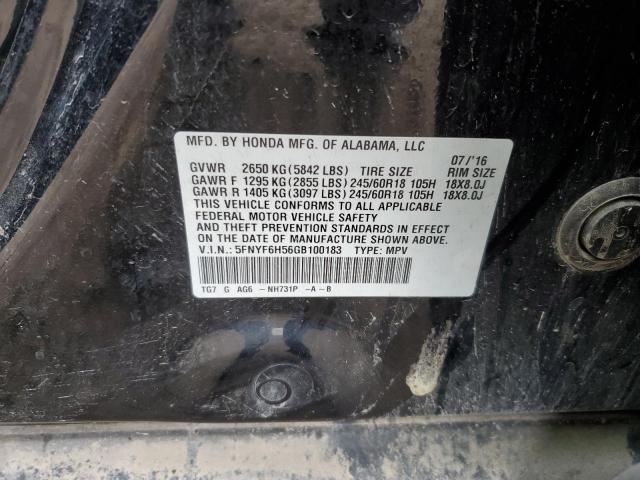 MFD. BY HONDA MFG. OF ALABAMA, LLC 07/'16
GVWR 2650 KG (5842 LBS) TIRE SIZE RIM SIZE
GAWR F 1295 KG (2855 LBS) 245/60R18 105H 18X8.0J
GAWR R 1405 KG (3097 LBS) 245/60R18 105H 18X8.0J
THIS VEHICLE CONFORMS TO ALL APPLICABLE
FEDERAL MOTOR VEHICLE SAFETY
AND THEFT PREVENTION STANDARDS IN EFFECT
ON THE DATE OF MANUFACTURE SHOWN ABOVE.
V.I.N.: 5FNYF6H56GB100183 TYPE: MPV
TG7 G AG6 -NH731P -A-B